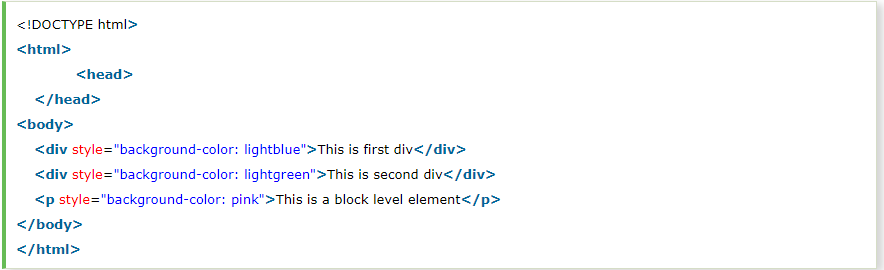 <!DOCTYPE html>
<html>
<head>
</head>
<body>
<div style="background-color: lightblue">This is first div</div>
<div style="background-color: lightgreen">This is second div</div>
<p style="background-color: pink">This is a block level element</p>
</body>
</html>